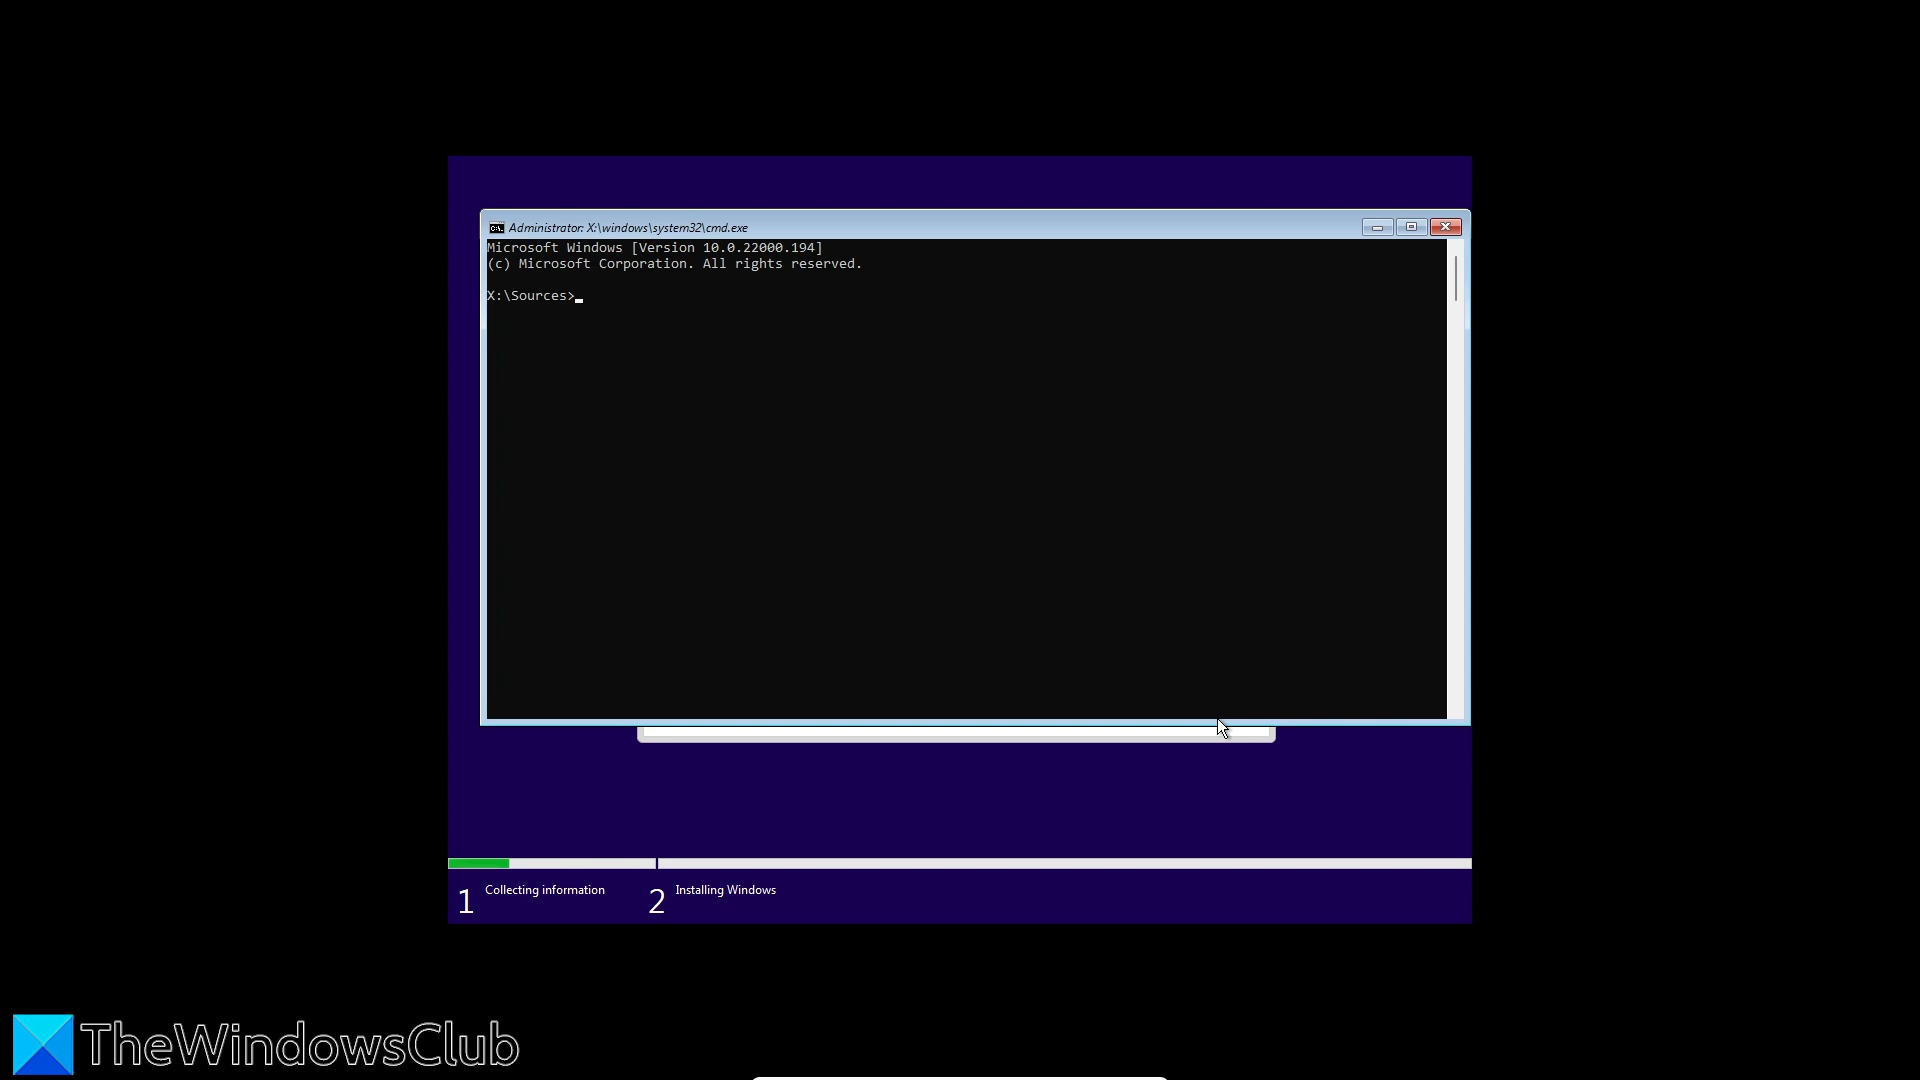 Administrator: X:\windows\system32\cmd.exe
Microsoft Windows [Version 10.0.22000.194]
(c) Microsoft Corporation. All rights reserved.
X:\Sources>
1 Collecting information 2 Installing Windows
TheWindowsClub